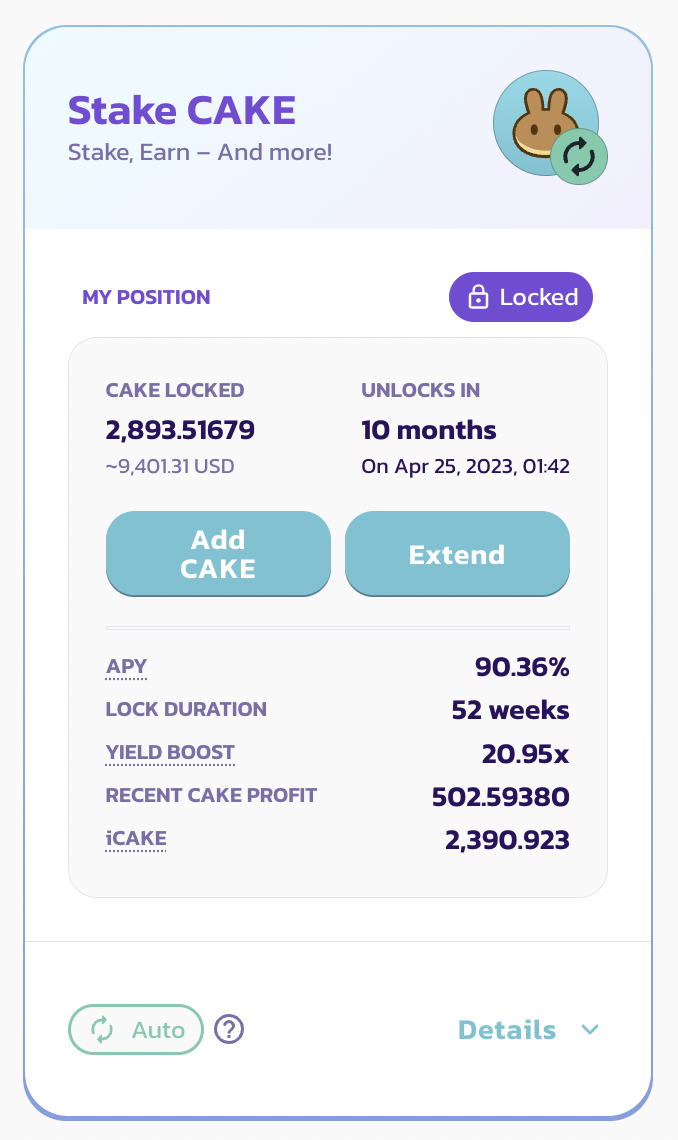 Stake CAKE
Stake, Earn – And more!
MY POSITION
Locked
CAKE LOCKED
UNLOCKS IN
2,893.51679
10 months
~9,401.31 USD
On Apr 25, 2023, 01:42
Add
CAKE
Extend
APY
90.36%
LOCK DURATION
52 weeks
YIELD BOOST
20.95x
RECENT CAKE PROFIT
502.59380
iCAKE
2,390.923
Auto
?
Details